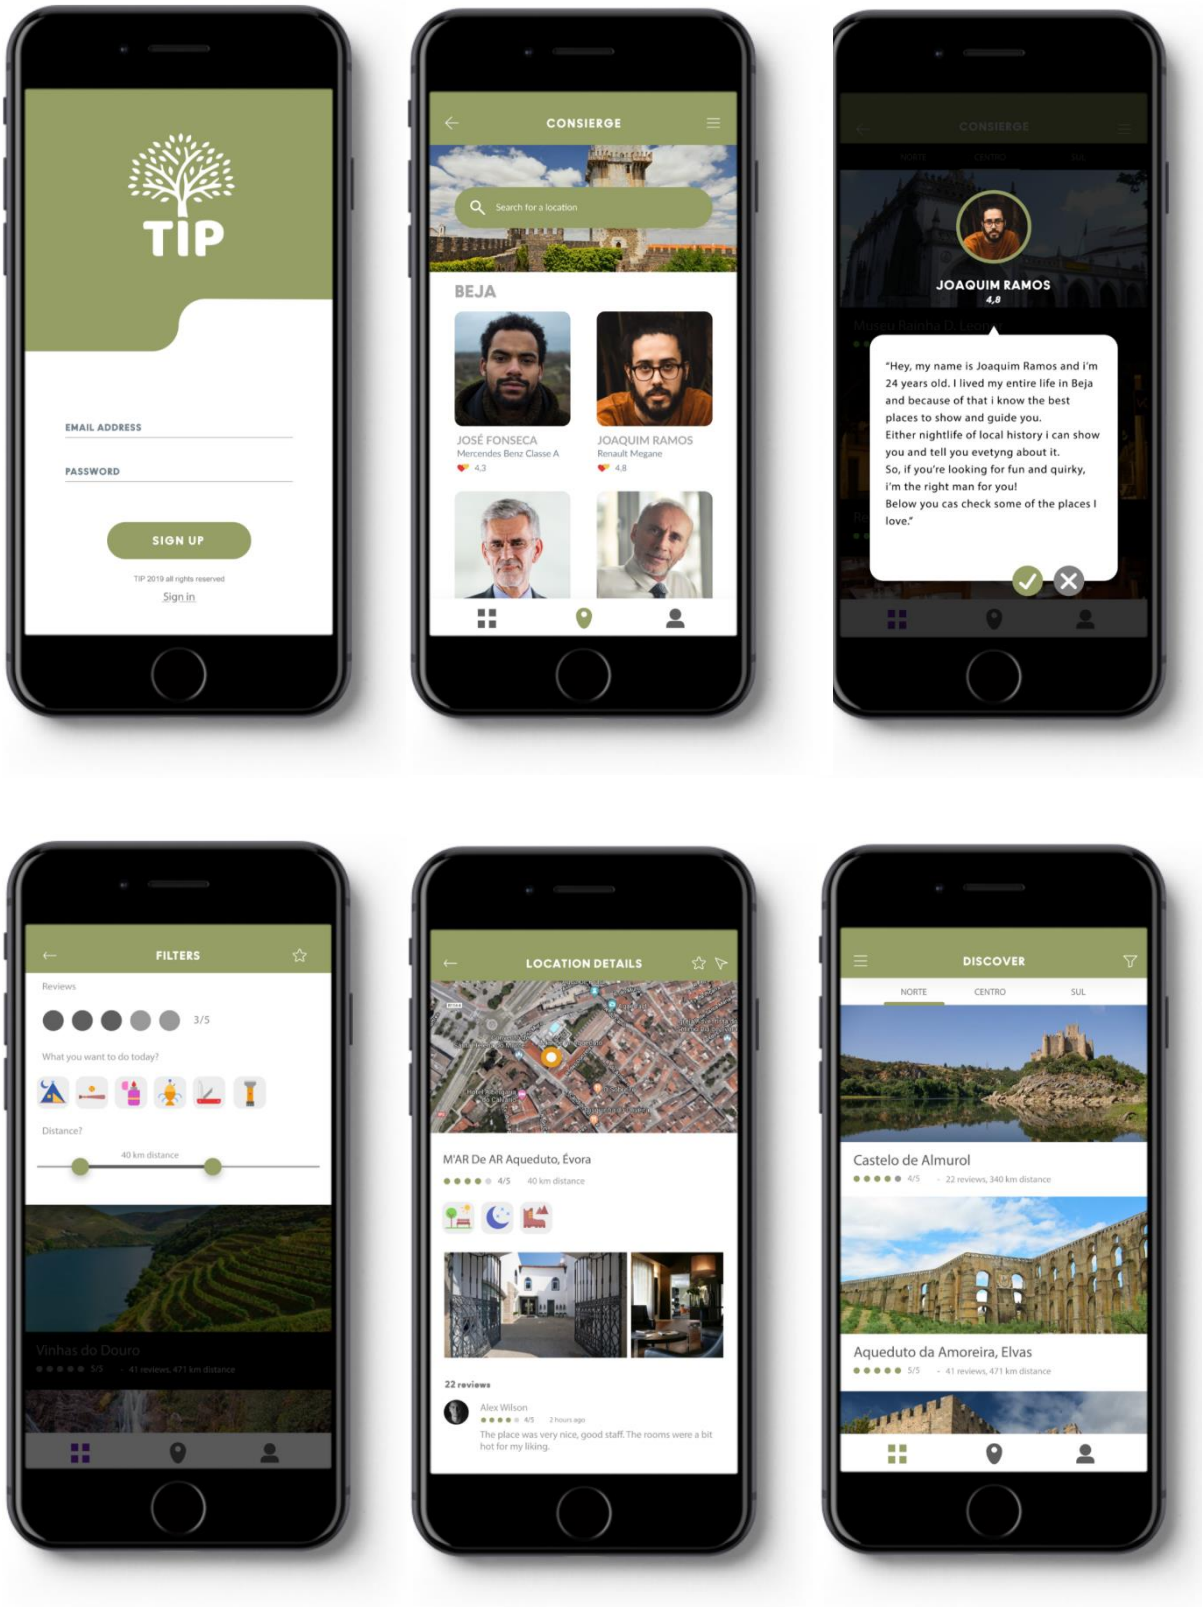 TIP
EMAIL ADDRESS
PASSWORD
SIGN UP
TIP 2019 all rights reserved
Sign in
CONSIERGE
Search for a location
BEJA
JOSÉ FONSECA
Mercendes Benz Classe A
4.3
JOAQUIM RAMOS
Renault Megane
4.8
CONSIERGE
NORTE CENTRO SUL
JOAQUIM RAMOS
4,8
Museu Rainha D. Leonor
"Hey, my name is Joaquim Ramos and i'm
24 years old. I lived my entire life in Beja
and because of that i know the best
places to show and guide you.
Either nightlife of local history i can show
you and tell you evetyng about it.
So, if you're looking for fun and quirky,
i'm the right man for you!
Below you cas check some of the places I
love."
FILTERS
Reviews
3/5
What you want to do today?
Distance?
40 km distance
Vinhas do Douro
5/5 - 41 reviews, 471 km distance
LOCATION DETAILS
M'AR De AR Aqueduto, Évora
4/5 40 km distance
22 reviews
Alex Wilson
4/5 2 hours ago
The place was very nice, good staff. The rooms were a bit
hot for my liking.
DISCOVER
NORTE CENTRO SUL
Castelo de Almurol
4/5 - 22 reviews, 340 km distance
Aqueduto da Amoreira, Elvas
5/5 - 41 reviews, 471 km distance